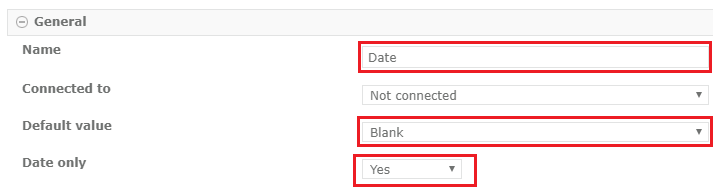 General
Name Date
Connected to Not connected
Default value Blank
Date only Yes